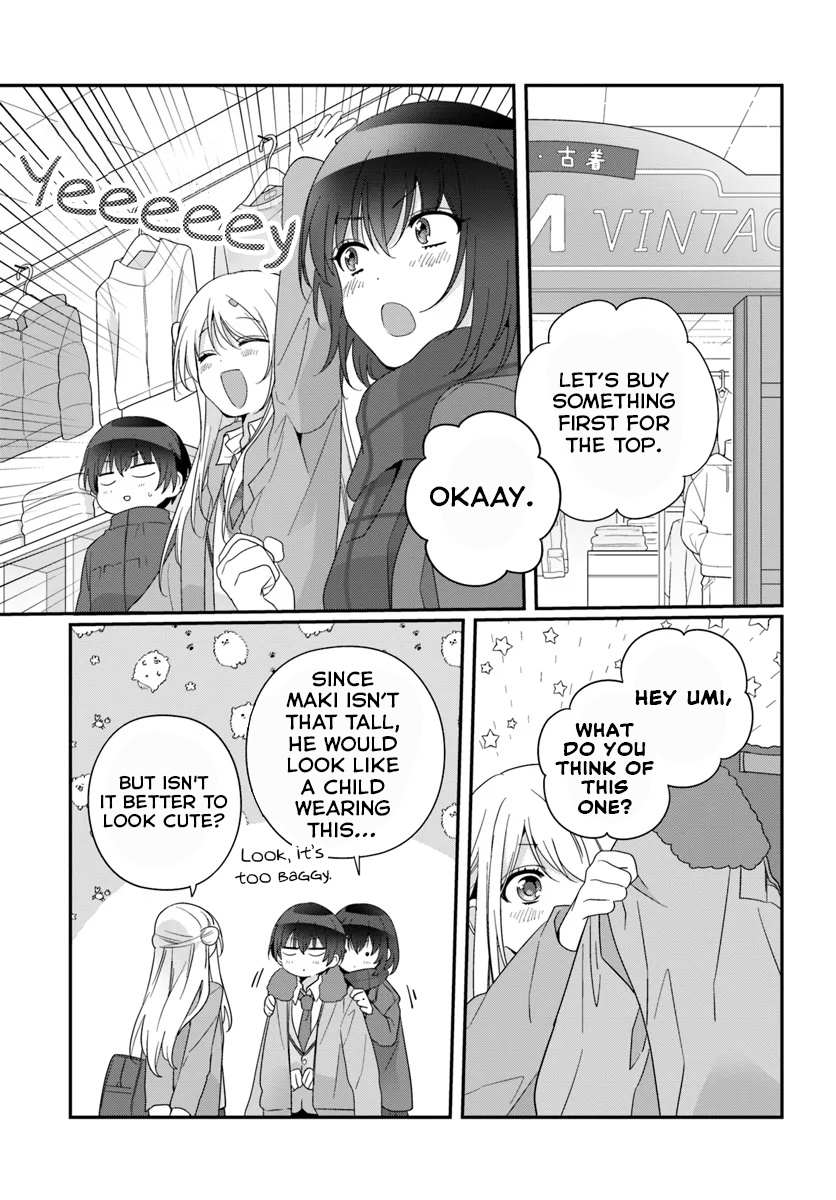 ・古着
M VINTAG
LET'S BUY
SOMETHING
FIRST FOR
THE TOP.
OKAAY.
Yeeeeeey
HEY UMI,
WHAT
DO YOU
THINK OF
THIS
ONE?
SINCE
MAKI ISN'T
THAT TALL,
HE WOULD
LOOK LIKE
A CHILD
WEARING
THIS...
Look, it's
too baggy.
BUT ISN'T
IT BETTER TO
LOOK CUTE?